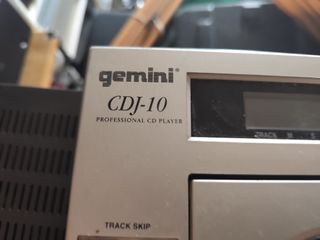 gemini®
CDJ-10
PROFESSIONAL CD PLAYER
TRACK M S
TRACK SKIP